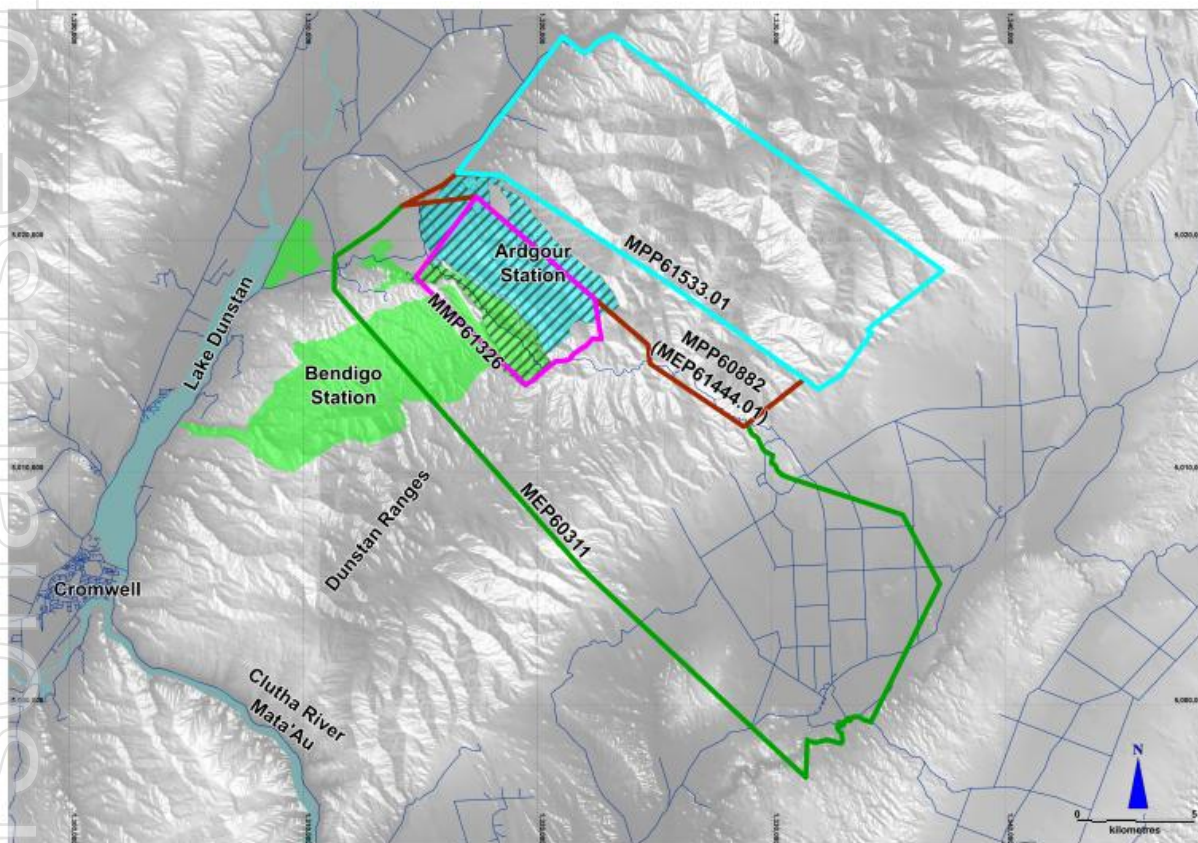 MPP61533.01
Ardgour
Station
MMP61326
MPP60882
(MEP61444.01)
Lake Dunstan
Bendigo
Station
MEP60311
Dunstan Ranges
Cromwell
Clutha River
Mata'Au
N
0 5
kilometres